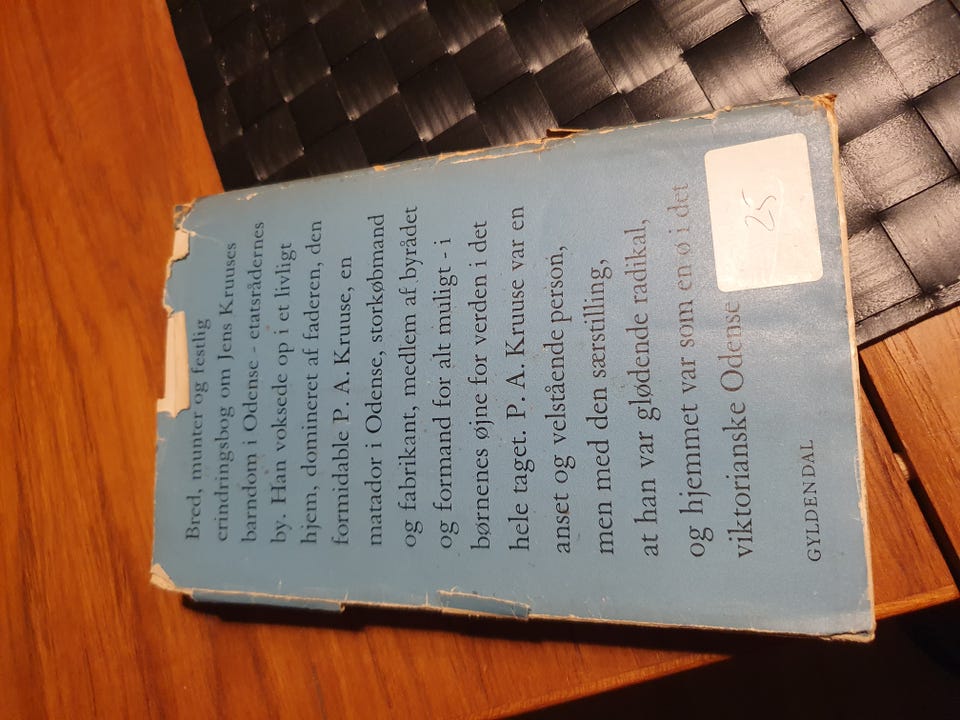 Bred, munter og festlig
erindringsbog om Jens Kruuses
barndom i Odense - etatsrådernes
by. Han voksede op i et livligt
hjem, domineret af faderen, den
formidable P. A. Kruuse, en
matador i Odense, storkøbmand
og fabrikant, medlem af byrådet
og formand for alt muligt - i
børnenes øjne for verden i det
hele taget. P. A. Kruuse var en
anset og velstående person,
men med den særstilling,
at han var glødende radikal,
og hjemmet var som en ø i det
viktorianske Odense
25
GYLDENDAL